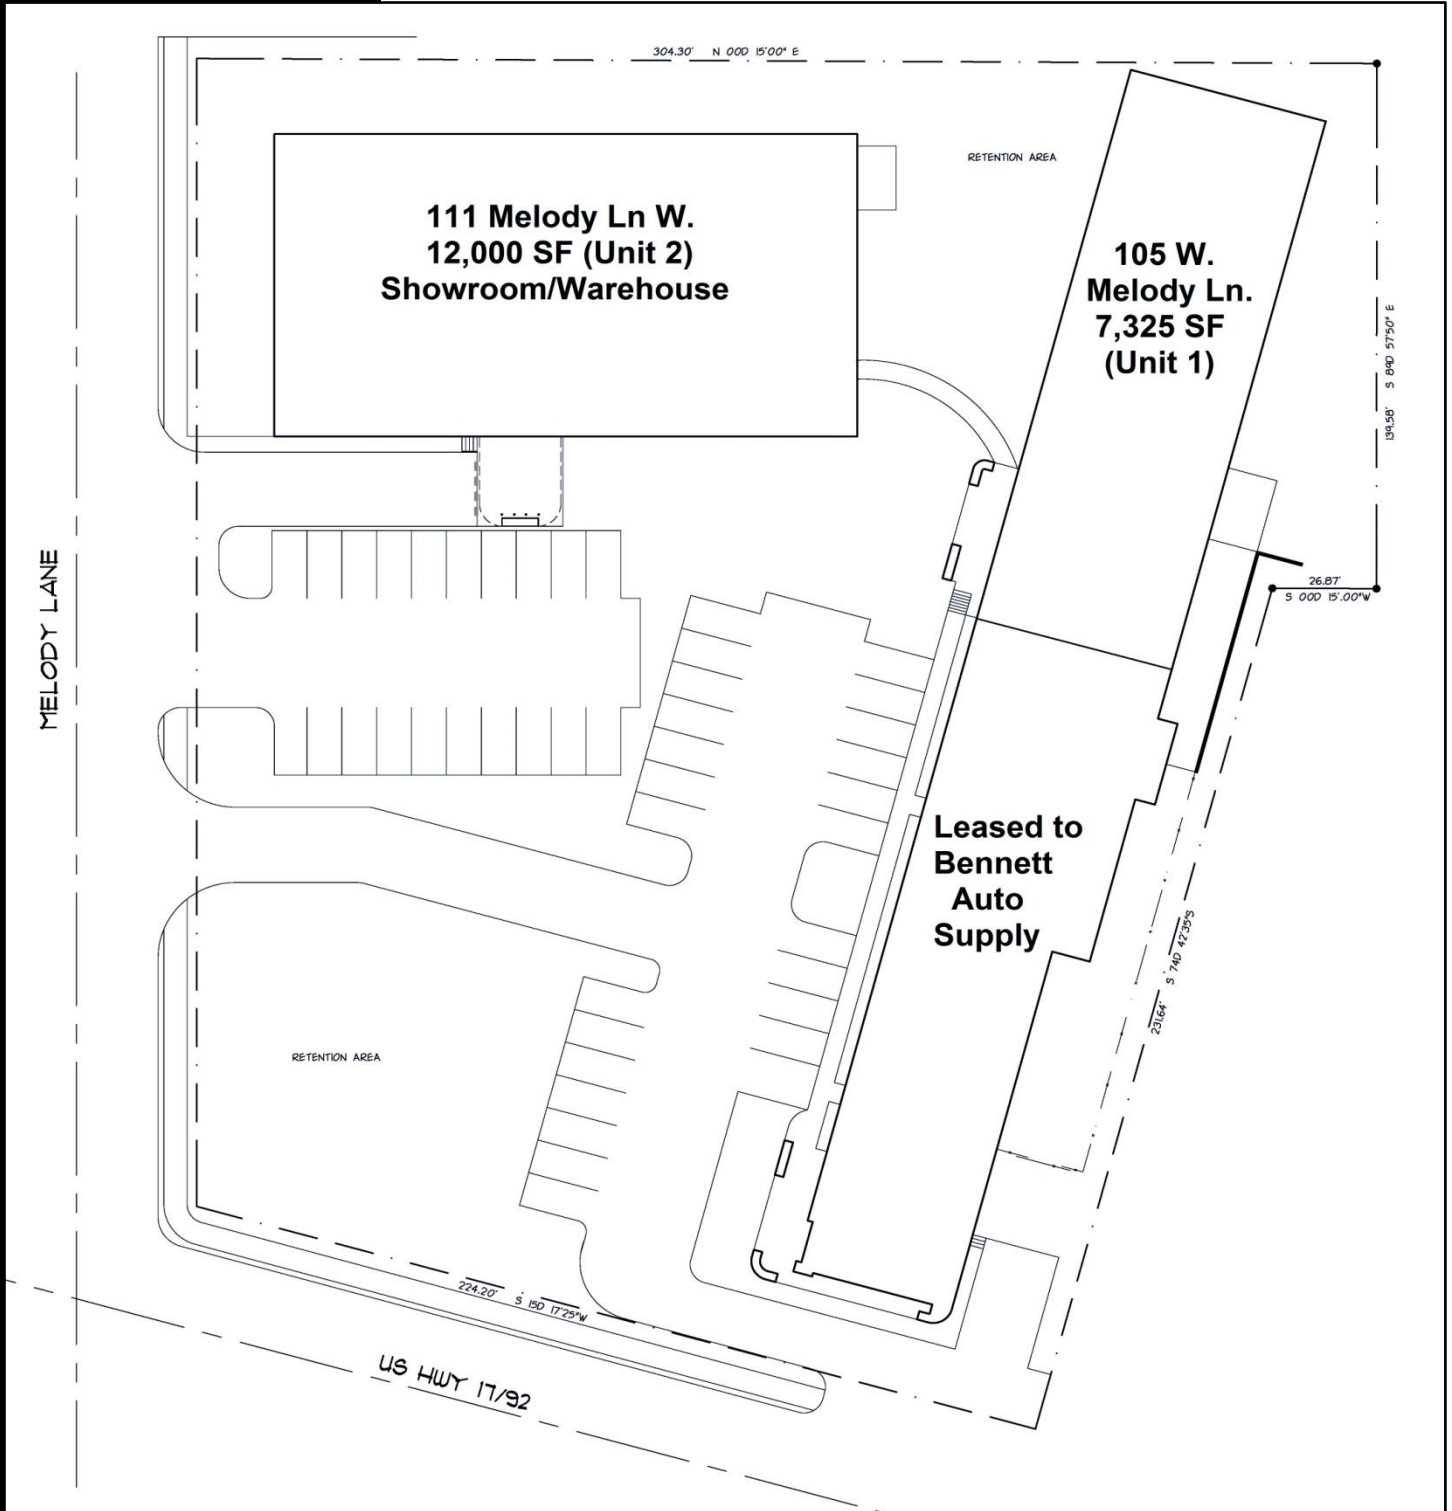 304.30' N 00D 15'00" E
RETENTION AREA
111 Melody Ln W.
12,000 SF (Unit 2)
Showroom/Warehouse
105 W.
Melody Ln.
7,325 SF
(Unit 1)
139.58' S 89D 57'50" E
MELODY LANE
26.87'
S 00D 15'.00"W
Leased to
Bennett
Auto
Supply
231.64' S 74D 42'35"S
RETENTION AREA
224.20' S 15D 17'25"W
US HWY 17/92